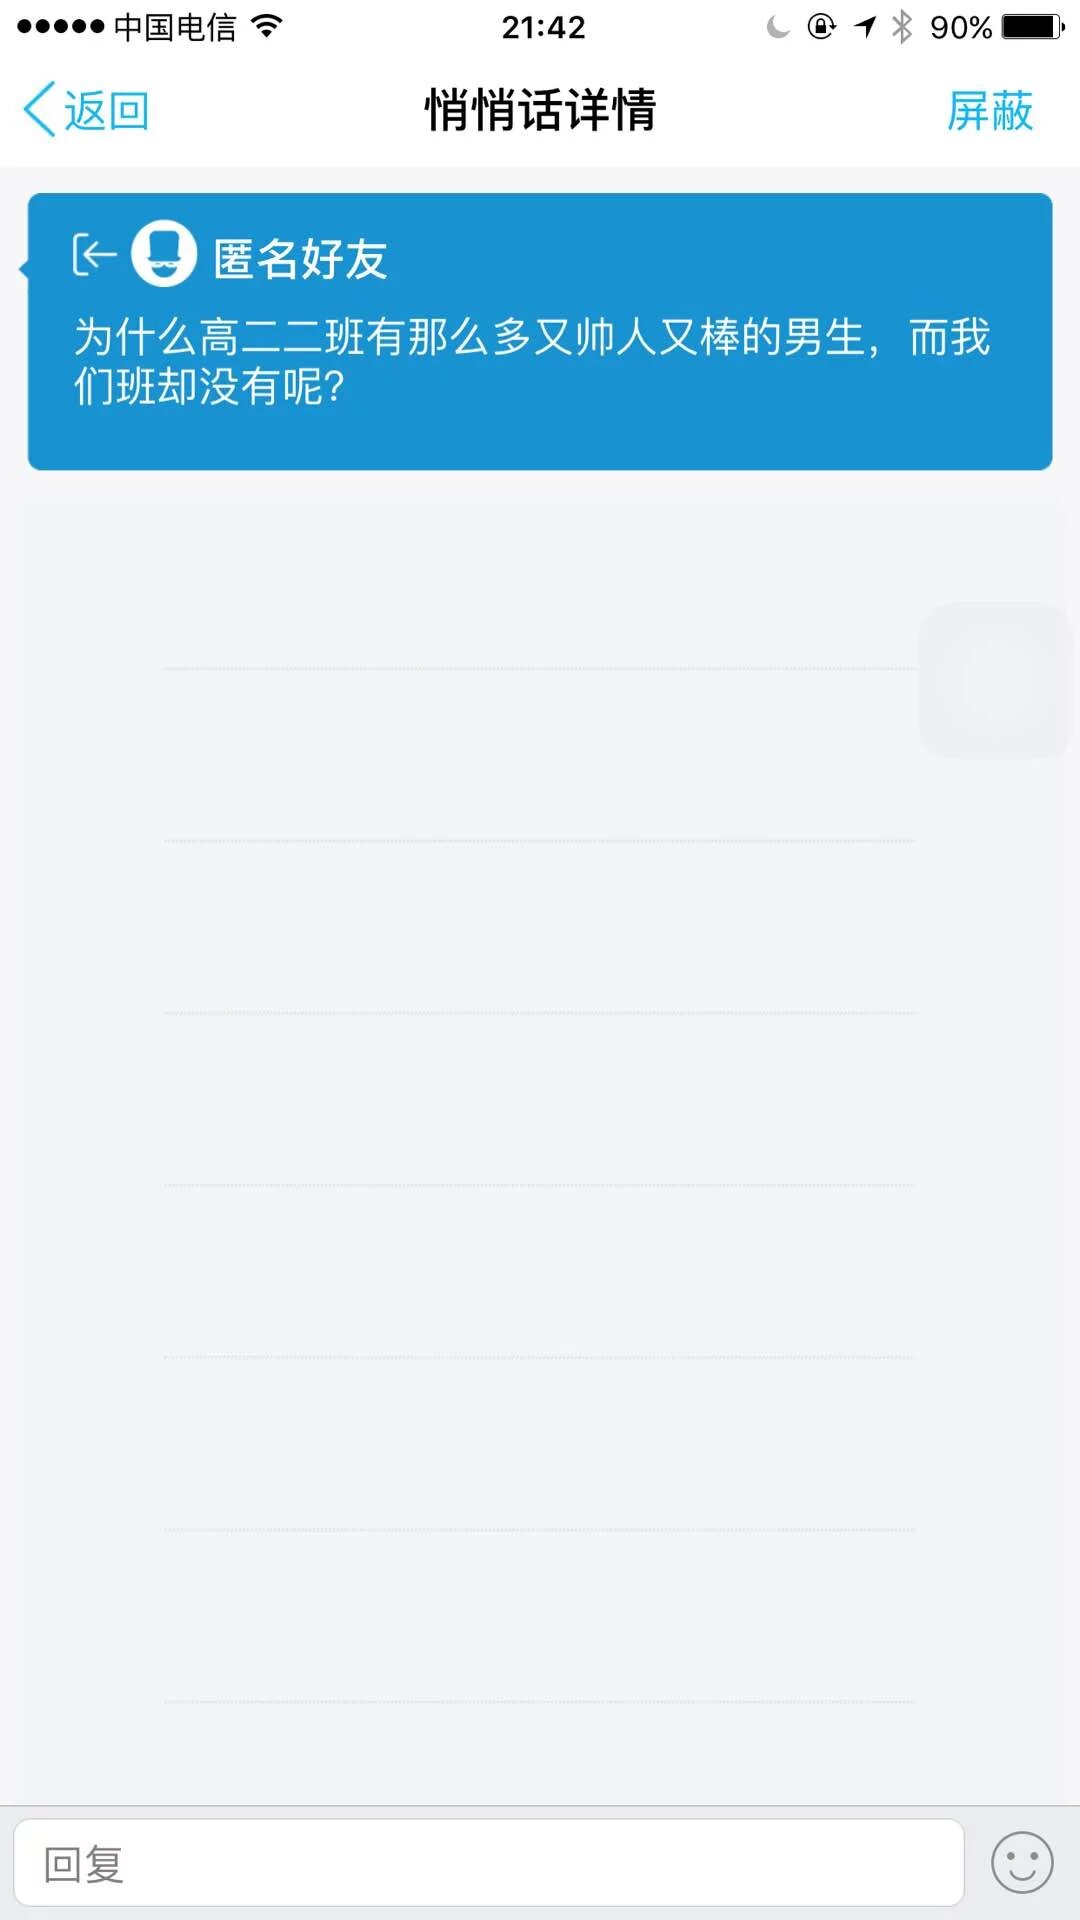 中国电信 21:42 90%
返回 悄悄话详情 屏蔽
匿名好友
为什么高二二班有那么多又帅人又棒的男生，而我
们班却没有呢？
回复